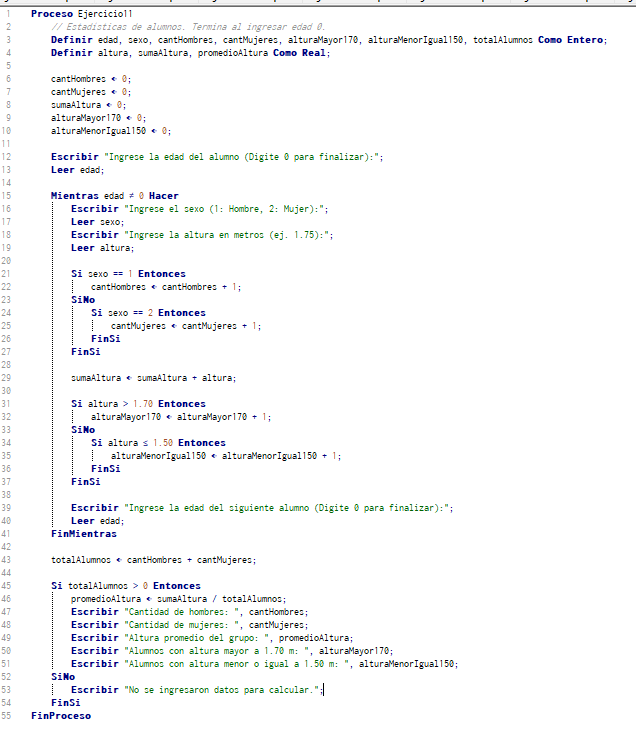 1 Proceso Ejercicio11
2 // Estadisticas de alumnos. Termina al ingresar edad 0.
3 Definir edad, sexo, cantHombres, cantMujeres, alturaMayor170, alturaMenorIgual150, totalAlumnos Como Entero;
4 Definir altura, sumaAltura, promedioAltura Como Real;
5
6 cantHombres ← 0;
7 cantMujeres ← 0;
8 sumaAltura ← 0;
9 alturaMayor170 ← 0;
10 alturaMenorIgual150 ← 0;
11
12 Escribir "Ingrese la edad del alumno (Digite 0 para finalizar):";
13 Leer edad;
14
15 Mientras edad ≠ 0 Hacer
16 Escribir "Ingrese el sexo (1: Hombre, 2: Mujer):";
17 Leer sexo;
18 Escribir "Ingrese la altura en metros (ej. 1.75):";
19 Leer altura;
20
21 Si sexo == 1 Entonces
22 cantHombres ← cantHombres + 1;
23 SiNo
24 Si sexo == 2 Entonces
25 cantMujeres ← cantMujeres + 1;
26 FinSi
27 FinSi
28
29 sumaAltura ← sumaAltura + altura;
30
31 Si altura > 1.70 Entonces
32 alturaMayor170 ← alturaMayor170 + 1;
33 SiNo
34 Si altura ≤ 1.50 Entonces
35 alturaMenorIgual150 ← alturaMenorIgual150 + 1;
36 FinSi
37 FinSi
38
39 Escribir "Ingrese la edad del siguiente alumno (Digite 0 para finalizar):";
40 Leer edad;
41 FinMientras
42
43 totalAlumnos ← cantHombres + cantMujeres;
44
45 Si totalAlumnos > 0 Entonces
46 promedioAltura ← sumaAltura / totalAlumnos;
47 Escribir "Cantidad de hombres: ", cantHombres;
48 Escribir "Cantidad de mujeres: ", cantMujeres;
49 Escribir "Altura promedio del grupo: ", promedioAltura;
50 Escribir "Alumnos con altura mayor a 1.70 m: ", alturaMayor170;
51 Escribir "Alumnos con altura menor o igual a 1.50 m: ", alturaMenorIgual150;
52 SiNo
53 Escribir "No se ingresaron datos para calcular.";
54 FinSi
55 FinProceso